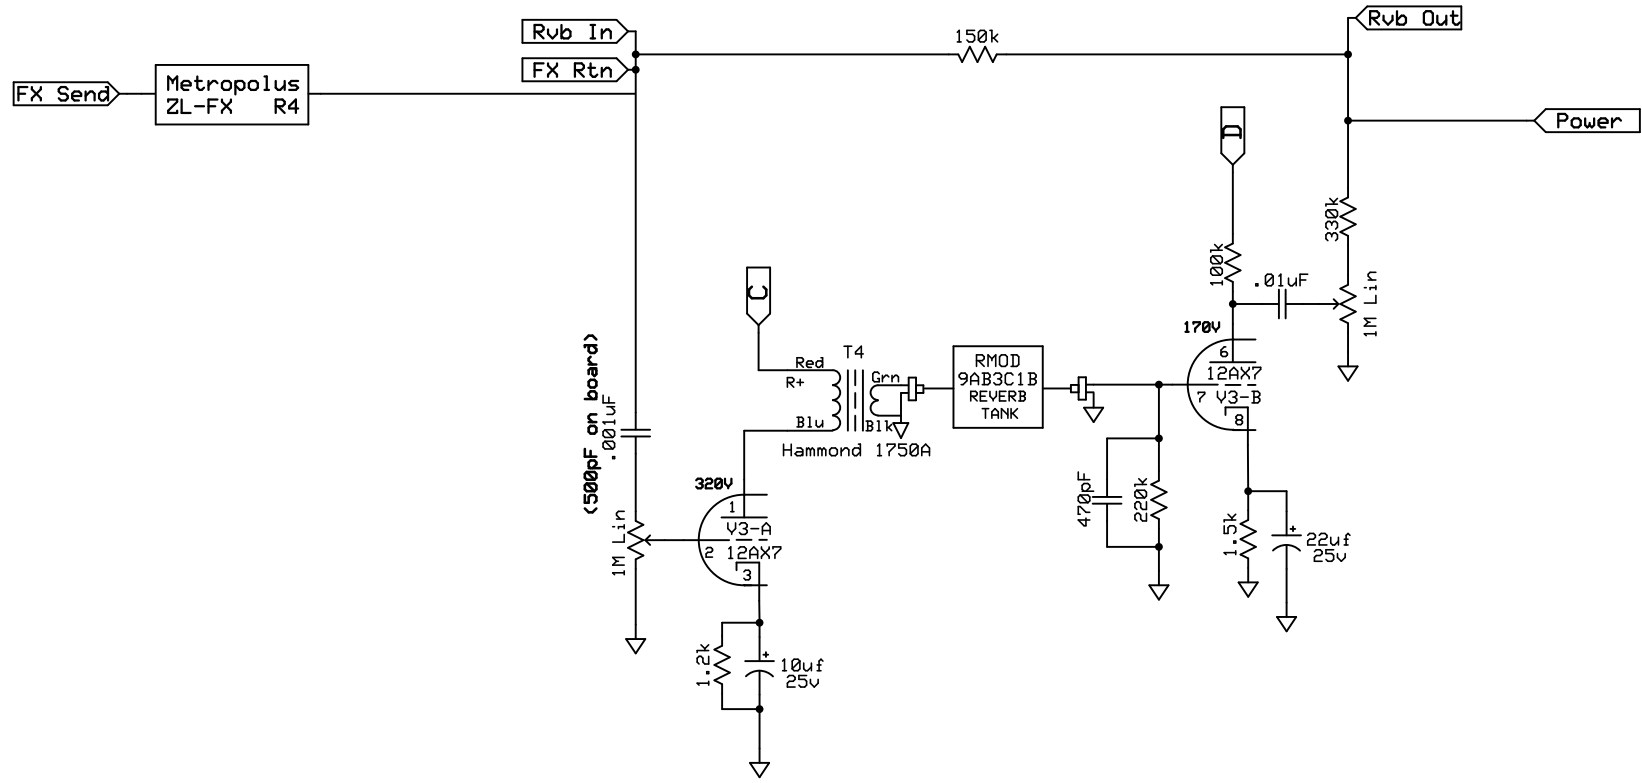 Rvb In
Rvb Out
150k
FX Rtn
Metropolus
ZL-FX R4
FX Send
Power
D
330k
100k
.01uF
1M Lin
C
170V
6
12AX7
7 V3-B
8
T4
Red
R+
Grn
Blu
Blk
Hammond 1750A
RMOD
9AB3C1B
REVERB
TANK
(500pF on board)
.001uF
320V
1
V3-A
2 12AX7
3
1M Lin
470pF
220k
1.5k
+
22uf
25v
1.2k
+
10uf
25v